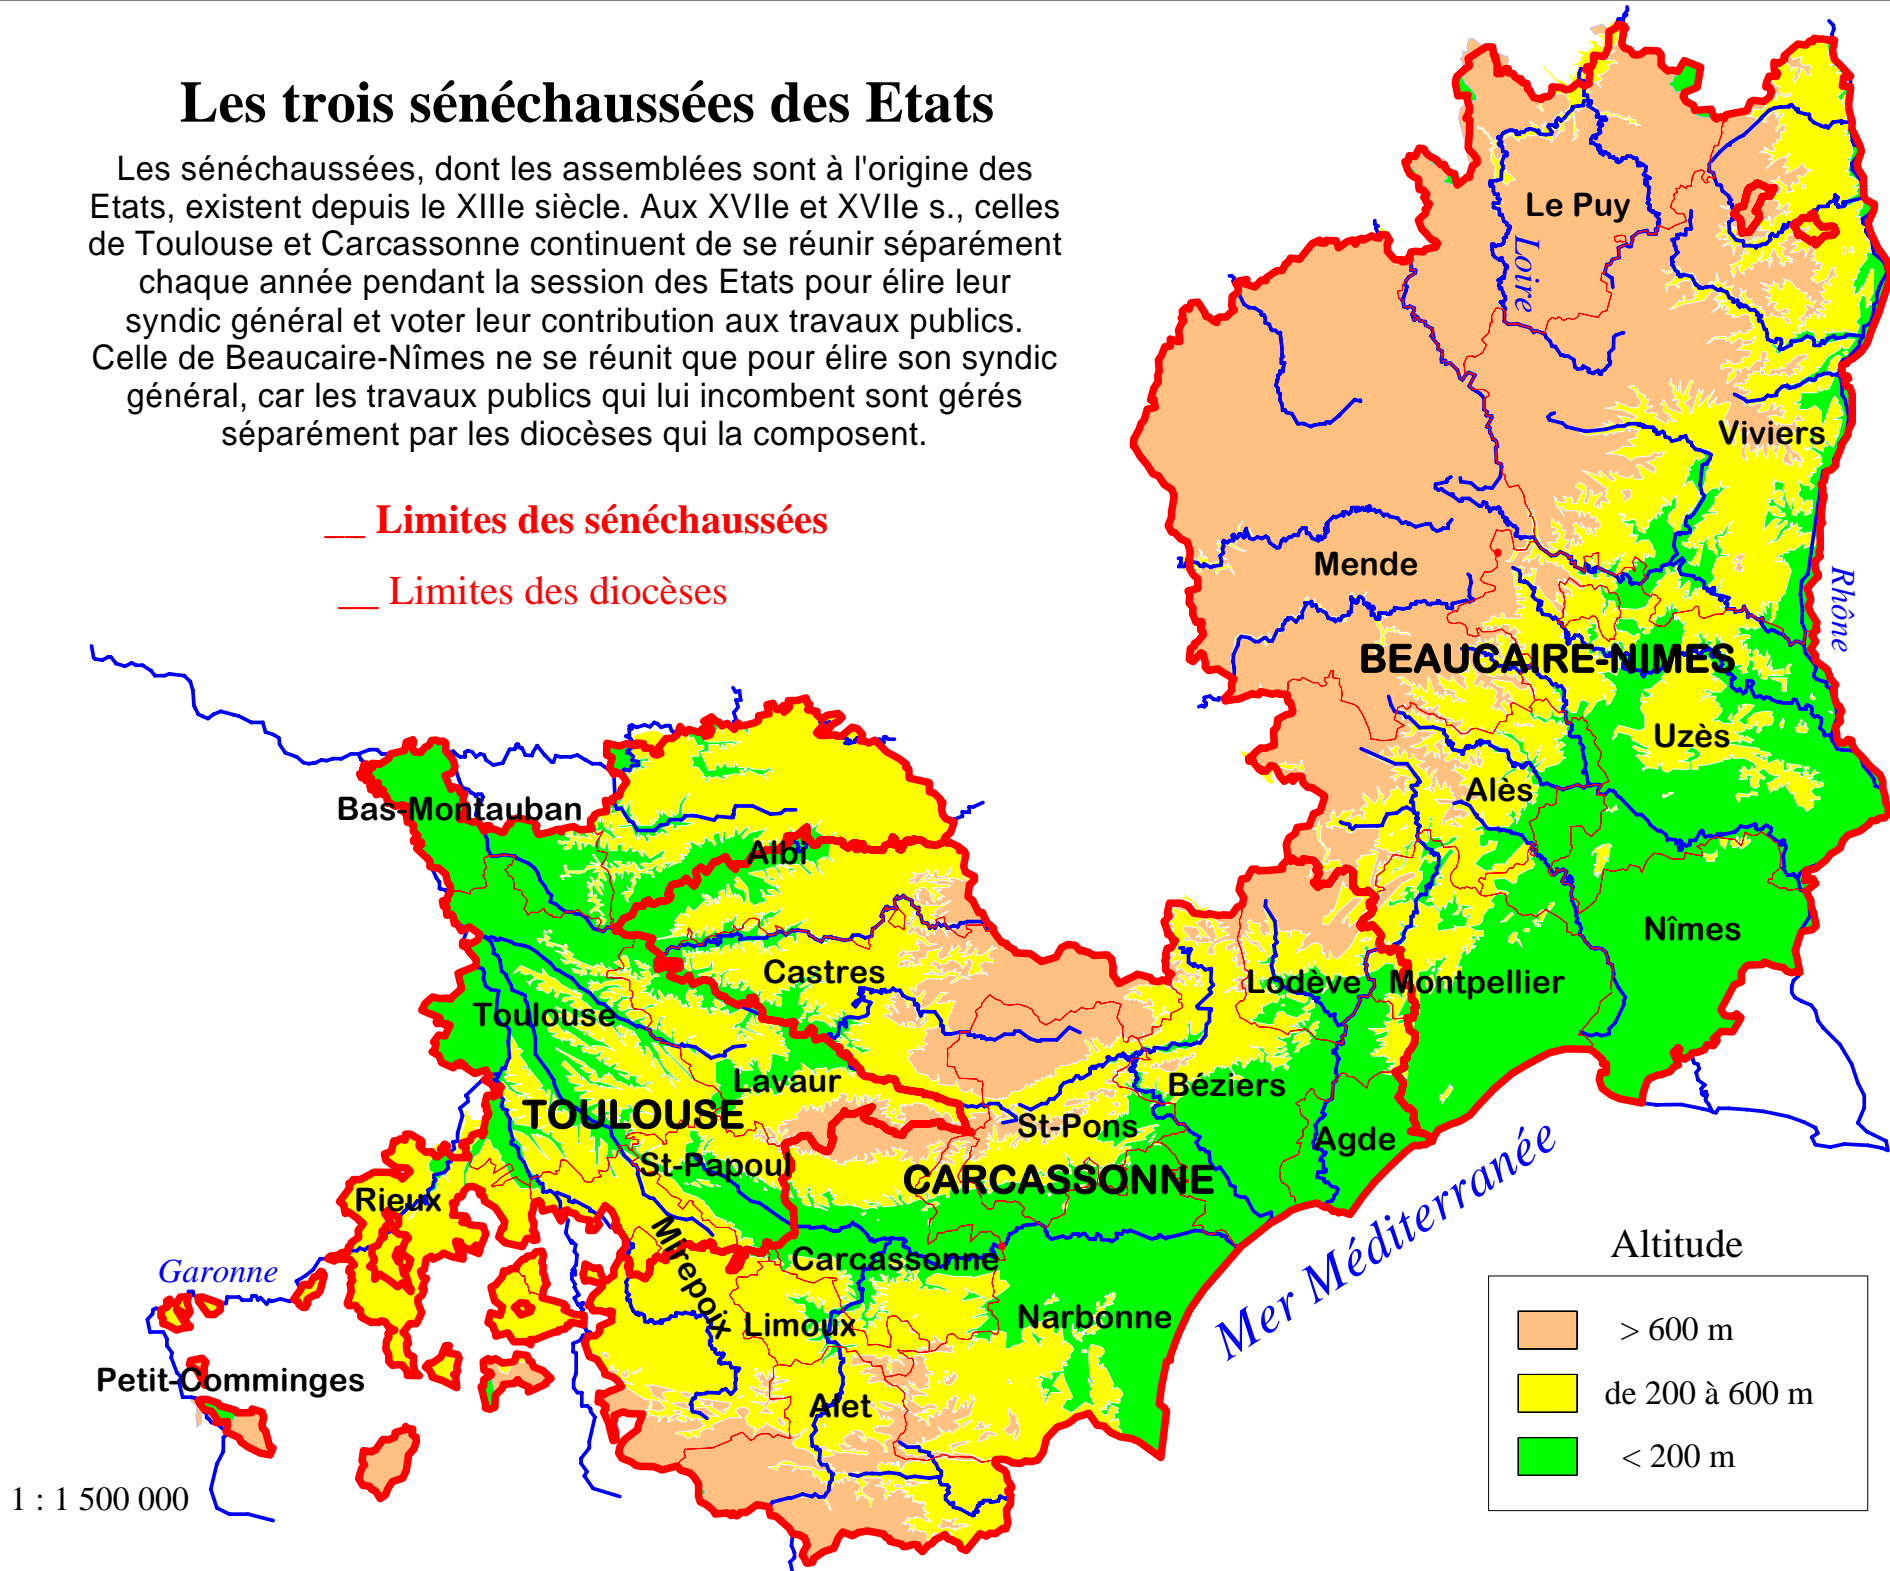 Les trois sénéchaussées des Etats
Les sénéchaussées, dont les assemblées sont à l'origine des
Etats, existent depuis le XIIIe siècle. Aux XVIIe et XVIIe s., celles
de Toulouse et Carcassonne continuent de se réunir séparément
chaque année pendant la session des Etats pour élire leur
syndic général et voter leur contribution aux travaux publics.
Celle de Beaucaire-Nîmes ne se réunit que pour élire son syndic
général, car les travaux publics qui lui incombent sont gérés
séparément par les diocèses qui la composent.
__ Limites des sénéchaussées
__ Limites des diocèses
Le Puy
Loire
Viviers
Mende
Rhône
BEAUCAIRE-NIMES
Uzès
Alès
Bas-Montauban
Albi
Nîmes
Castres
Lodève
Montpellier
Toulouse
Lavaur
Béziers
TOULOUSE
St-Pons
Agde
St-Papoul
CARCASSONNE
Rieux
Mirepoix
Carcassonne
Garonne
Limoux
Narbonne
Mer Méditerranée
Petit-Comminges
Alet
Altitude
> 600 m
de 200 à 600 m
< 200 m
1 : 1 500 000